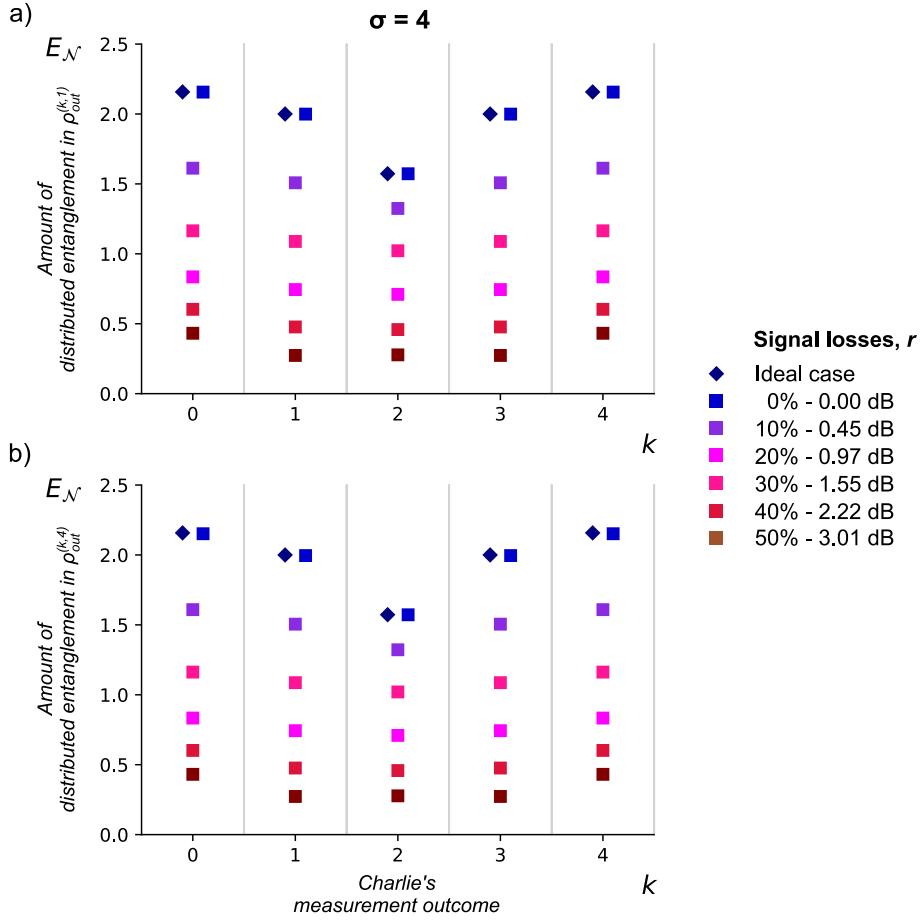 a)
σ = 4
E𝒩
2.5
2.0
1.5
1.0
0.5
0.0
Amount of
distributed entanglement in ρ_out^(k,1)
0 1 2 3 4
k
Signal losses, r
Ideal case
0% - 0.00 dB
10% - 0.45 dB
20% - 0.97 dB
30% - 1.55 dB
40% - 2.22 dB
50% - 3.01 dB
b)
E𝒩
2.5
2.0
1.5
1.0
0.5
0.0
Amount of
distributed entanglement in ρ_out^(k,4)
0 1 2 3 4
k
Charlie's
measurement outcome